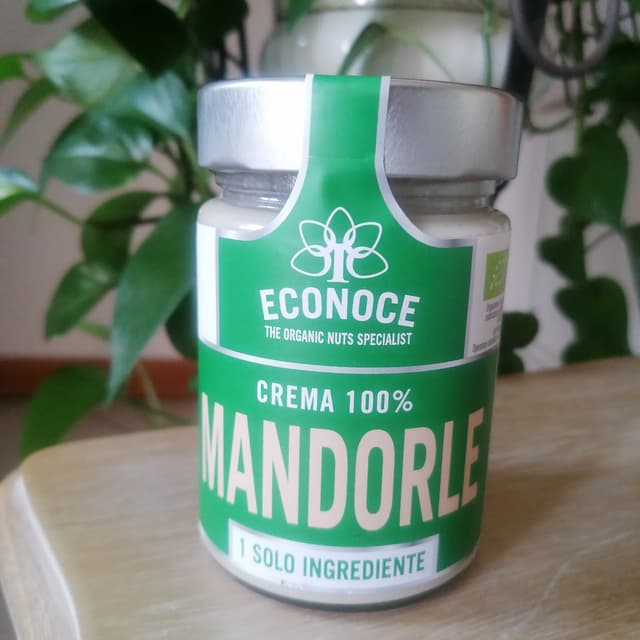 ECONOCE
THE ORGANIC NUTS SPECIALIST
CREMA 100%
MANDORLE
1 SOLO INGREDIENTE